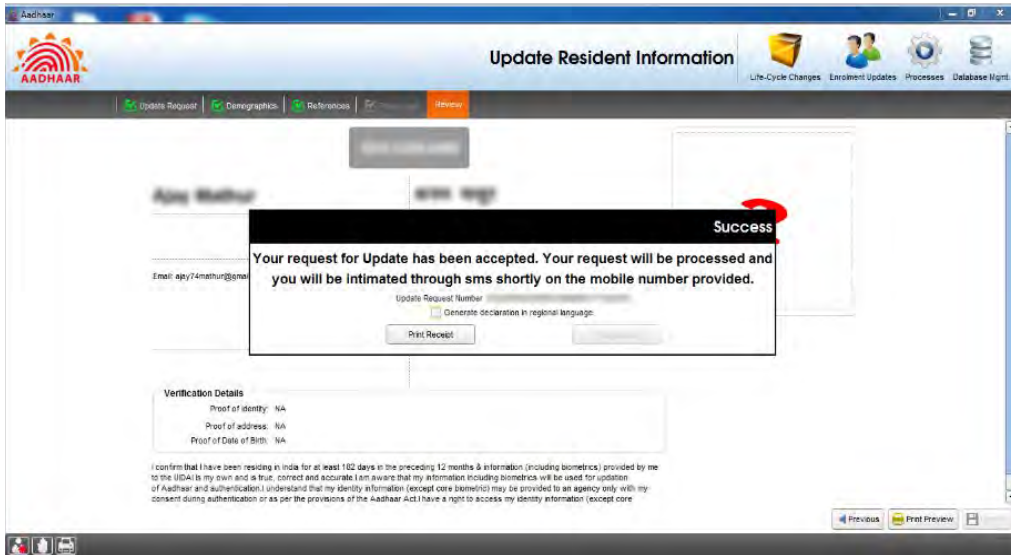 Aadhaar
AADHAAR
Update Resident Information
Life-Cycle Changes
Enrolment Updates
Processes
Database Mgnt.
Update Request
Demographics
References
Review
Success
Your request for Update has been accepted. Your request will be processed and
you will be intimated through sms shortly on the mobile number provided.
Email: ajay74mathur@gmai
Update Request Number
Generate declaration in regional language
Print Receipt
Verification Details
Proof of identity: NA
Proof of address: NA
Proof of Date of Birth: NA
I confirm that I have been residing in India for at least 182 days in the preceding 12 months & information (including biometrics) provided by me
to the UIDAI is my own and is true, correct and accurate.I am aware that my information including biometrics will be used for updation
of Aadhaar and authentication.I understand that my identity information (except core biometric) may be provided to an agency only with my
consent during authentication or as per the provisions of the Aadhaar Act.I have a right to access my identity information (except core
Previous
Print Preview